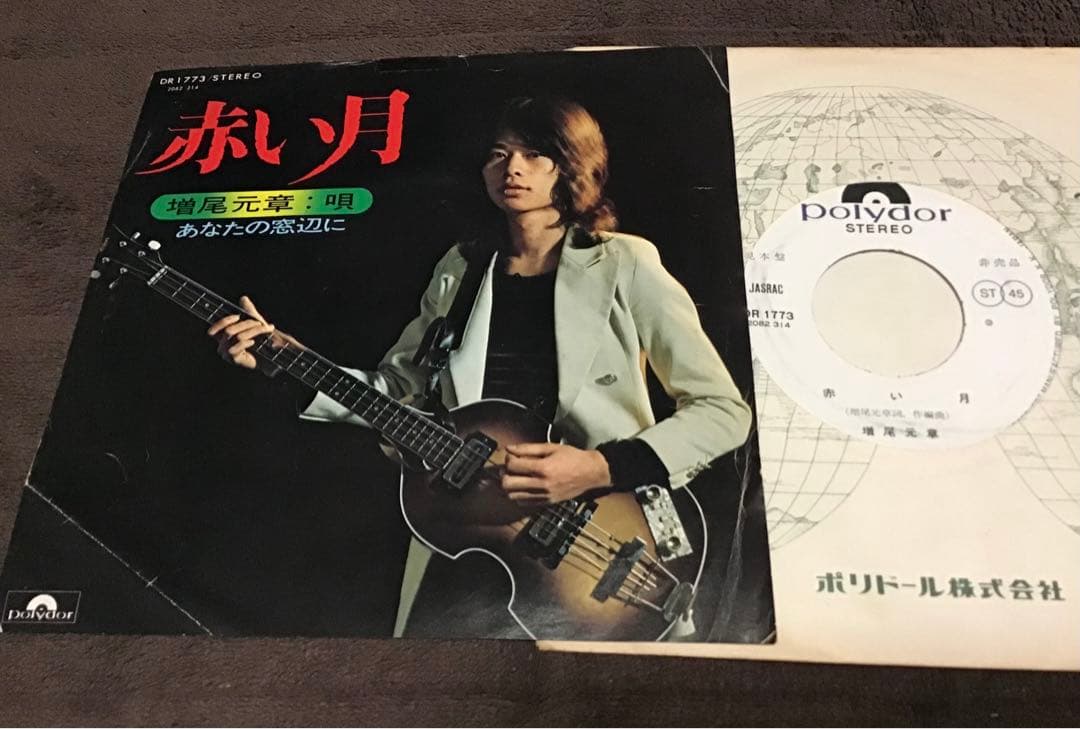 DR1773/STEREO
2082 314
赤い月
増尾元章:唄
あなたの窓辺に
polydor
polydor
STEREO
見本盤
非売品
JASRAC
ST 45
DR 1773
2082 314
赤い月
(増尾元章詞、作編曲)
増尾元章
ポリドール株式会社